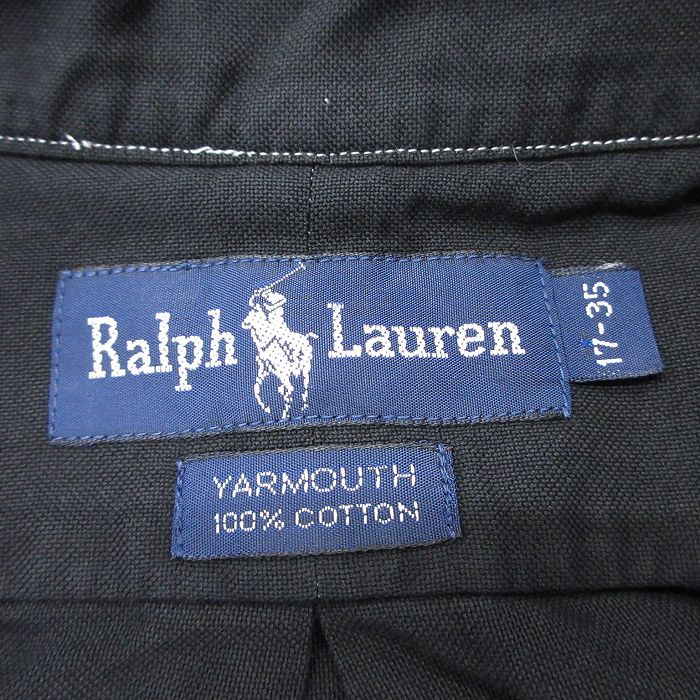 Ralph Lauren
17-35
YARMOUTH
100% COTTON